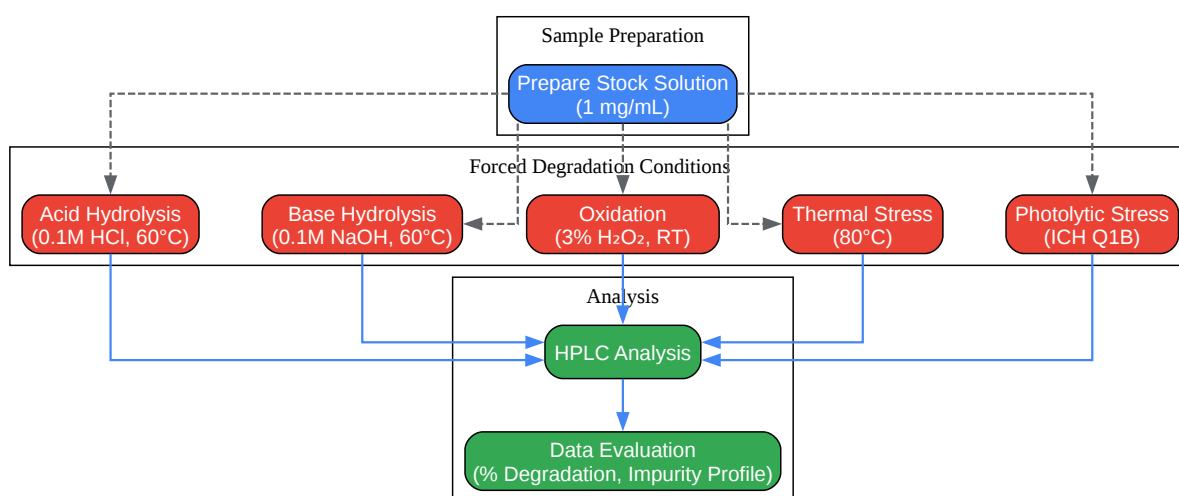 Sample Preparation
Prepare Stock Solution
(1 mg/mL)
Forced Degradation Conditions
Acid Hydrolysis
(0.1M HCl, 60°C)
Base Hydrolysis
(0.1M NaOH, 60°C)
Oxidation
(3% H₂O₂, RT)
Thermal Stress
(80°C)
Photolytic Stress
(ICH Q1B)
Analysis
HPLC Analysis
Data Evaluation
(% Degradation, Impurity Profile)